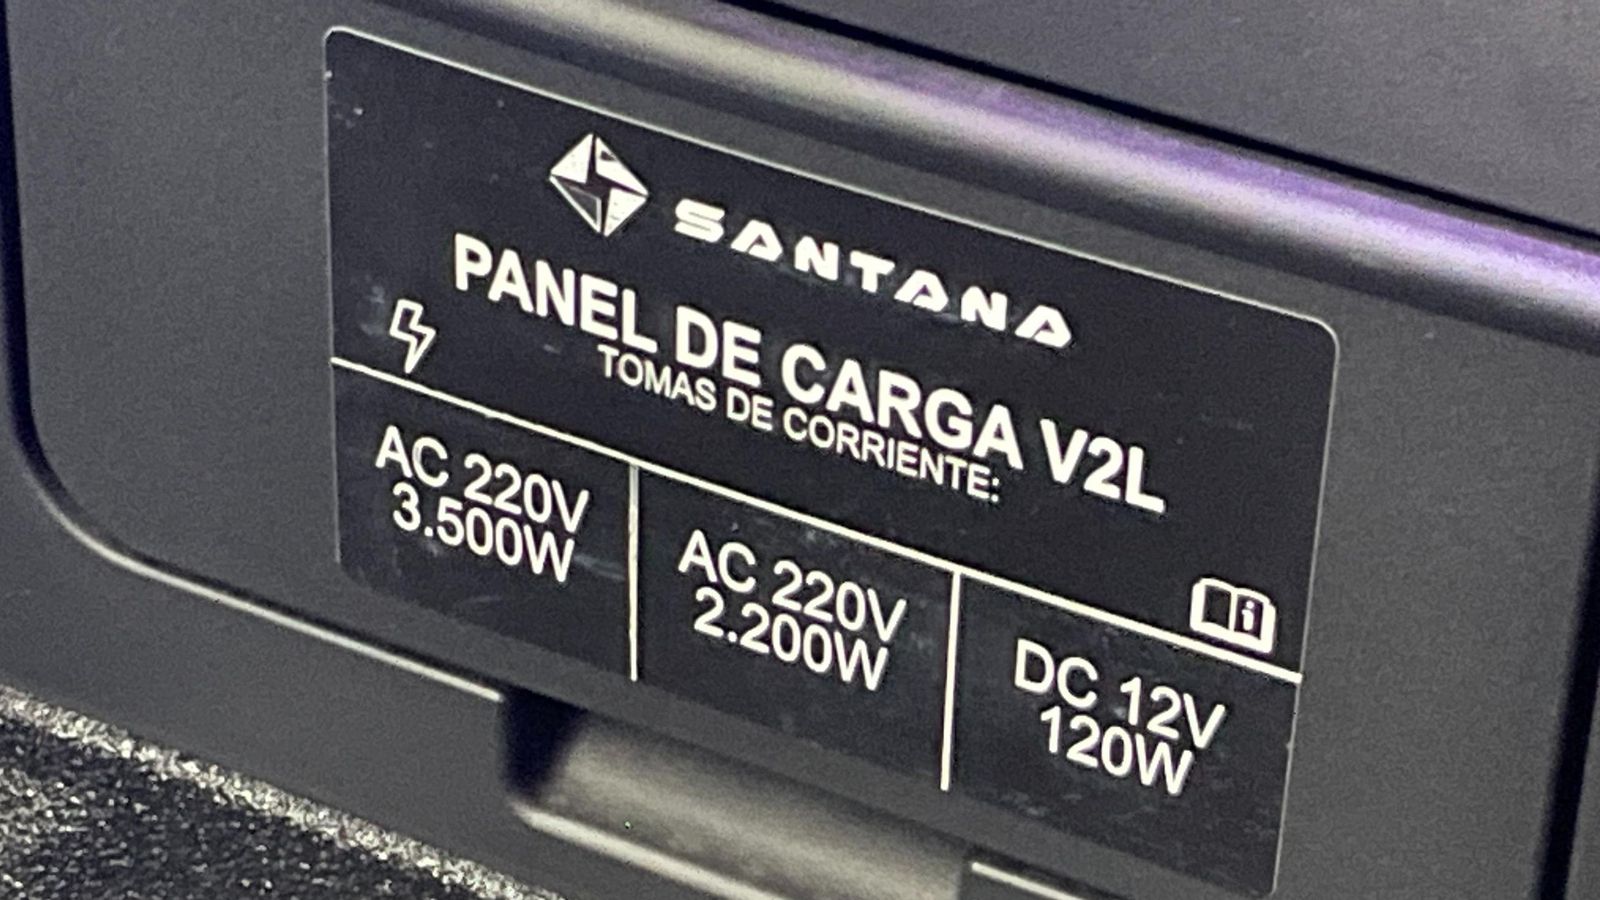 SANTANA
PANEL DE CARGA V2L
TOMAS DE CORRIENTE:
AC 220V
3.500W
AC 220V
2.200W
DC 12V
120W